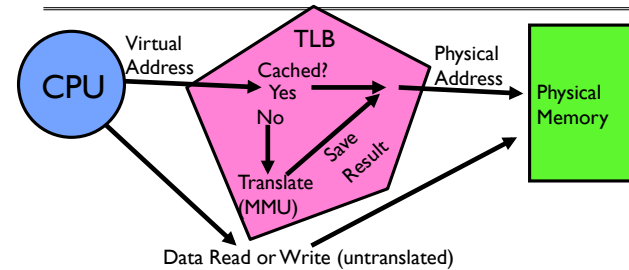 TLB
Virtual
Address
CPU
Cached?
Yes
No
Save
Result
Translate
(MMU)
Physical
Address
Physical
Memory
Data Read or Write (untranslated)